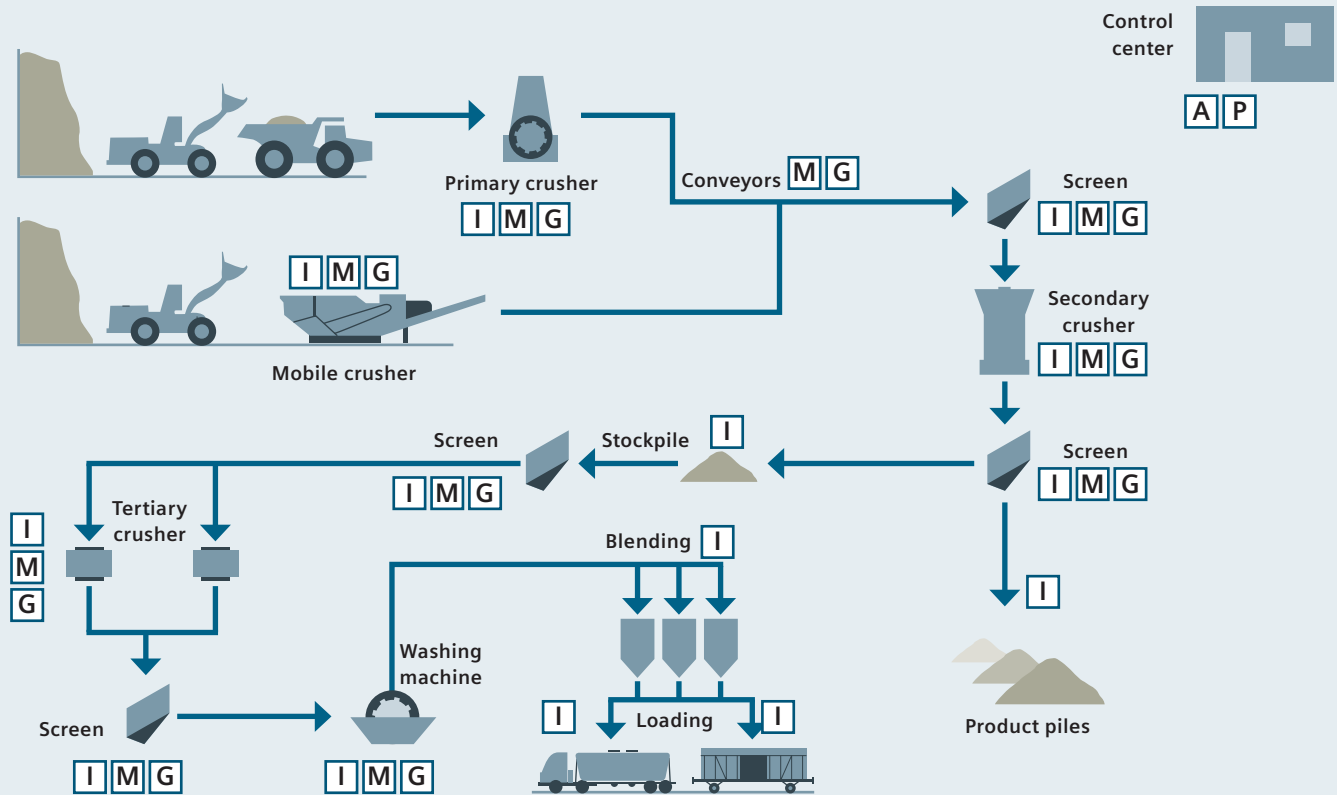 Control
center
A P
Primary crusher
I M G
Conveyors M G
Screen
I M G
I M G
Mobile crusher
Secondary
crusher
I M G
Screen
I M G
Stockpile I
Screen
I M G
Tertiary
crusher
I
M
G
Blending I
I
Washing
machine
I M G
Screen
I M G
I Loading I
Product piles